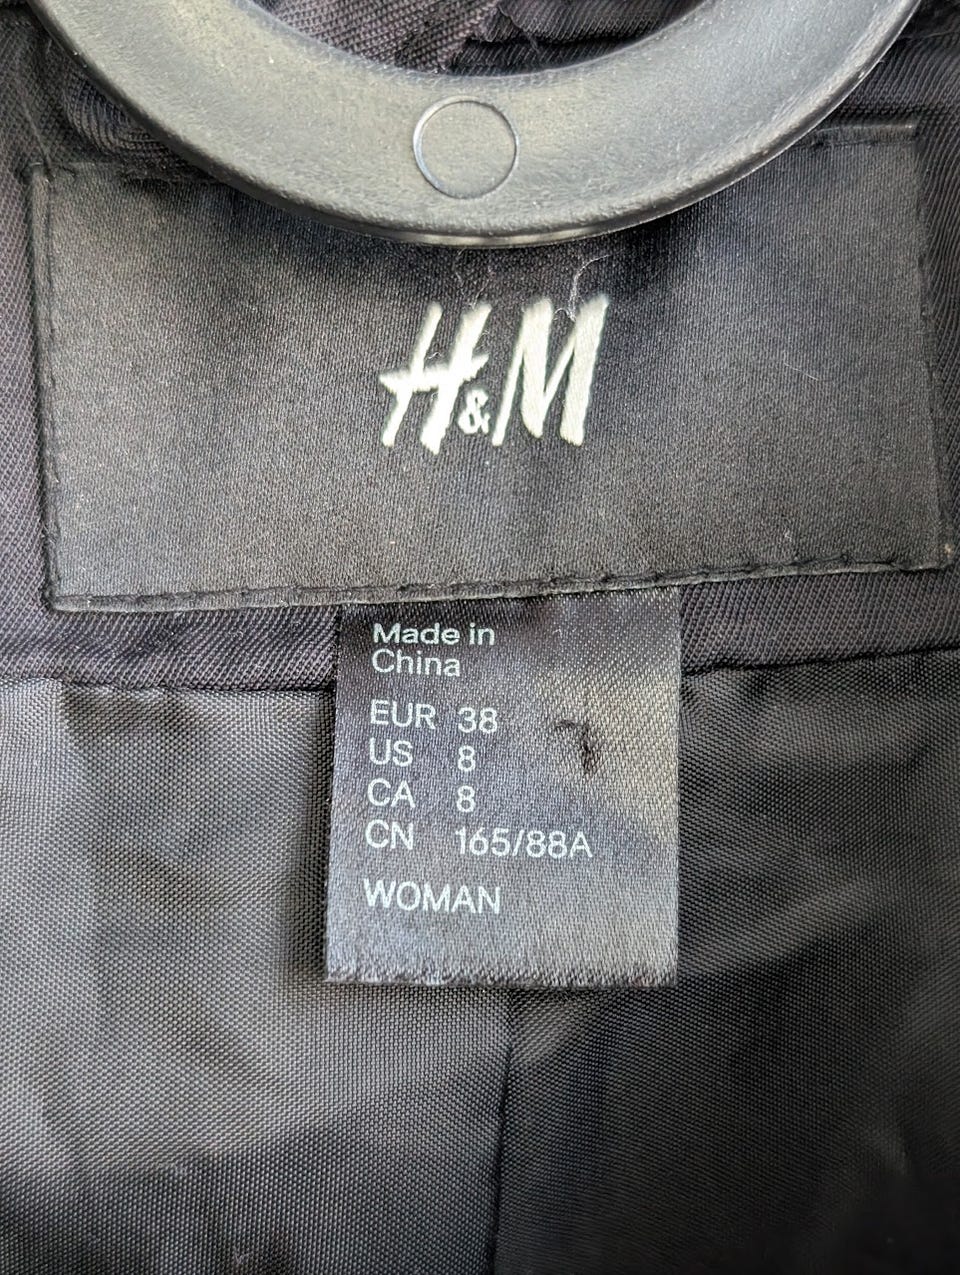 H&M
Made in
China
EUR 38
US 8
CA 8
CN 165/88A
WOMAN